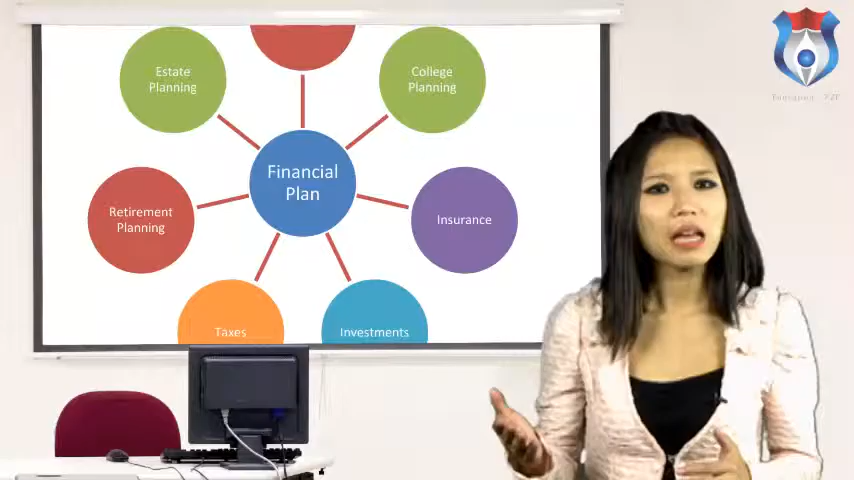 Estate
Planning
College
Planning
Financial
Plan
Retirement
Planning
Insurance
Taxes
Investments